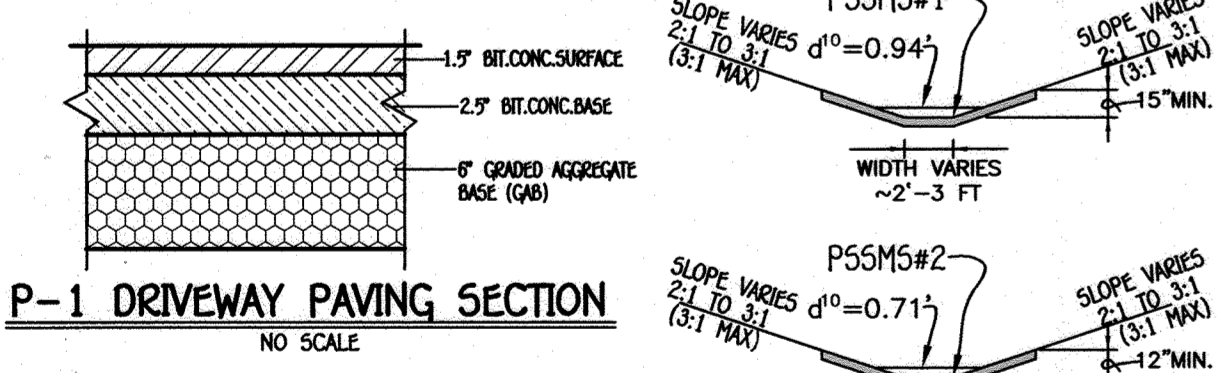 1.5" BIT.CONC.SURFACE
2.5" BIT.CONC.BASE
6" GRADED AGGREGATE
BASE (GAB)
P-1 DRIVEWAY PAVING SECTION
NO SCALE
PSSMS#1
SLOPE VARIES
2:1 TO 3:1
(3:1 MAX)
d10=0.94'
SLOPE VARIES
2:1 TO 3:1
(3:1 MAX)
15"MIN.
WIDTH VARIES
~2'-3 FT
PSSMS#2
SLOPE VARIES
2:1 TO 3:1
(3:1 MAX)
d10=0.71'
SLOPE VARIES
2:1 TO 3:1
(3:1 MAX)
12"MIN.